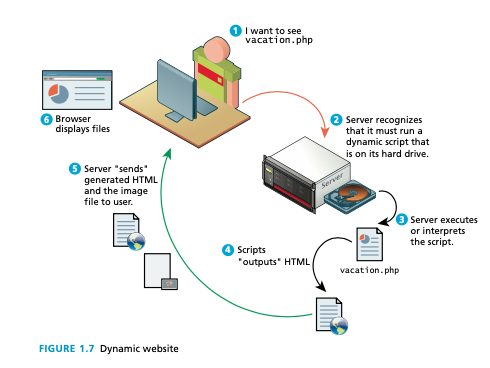 1 I want to see
vacation.php
2 Server recognizes
that it must run a
dynamic script that
is on its hard drive.
Server
3 Server executes
or interprets
the script.
vacation.php
4 Scripts
"outputs" HTML
5 Server "sends"
generated HTML
and the image
file to user.
6 Browser
displays files
FIGURE 1.7 Dynamic website